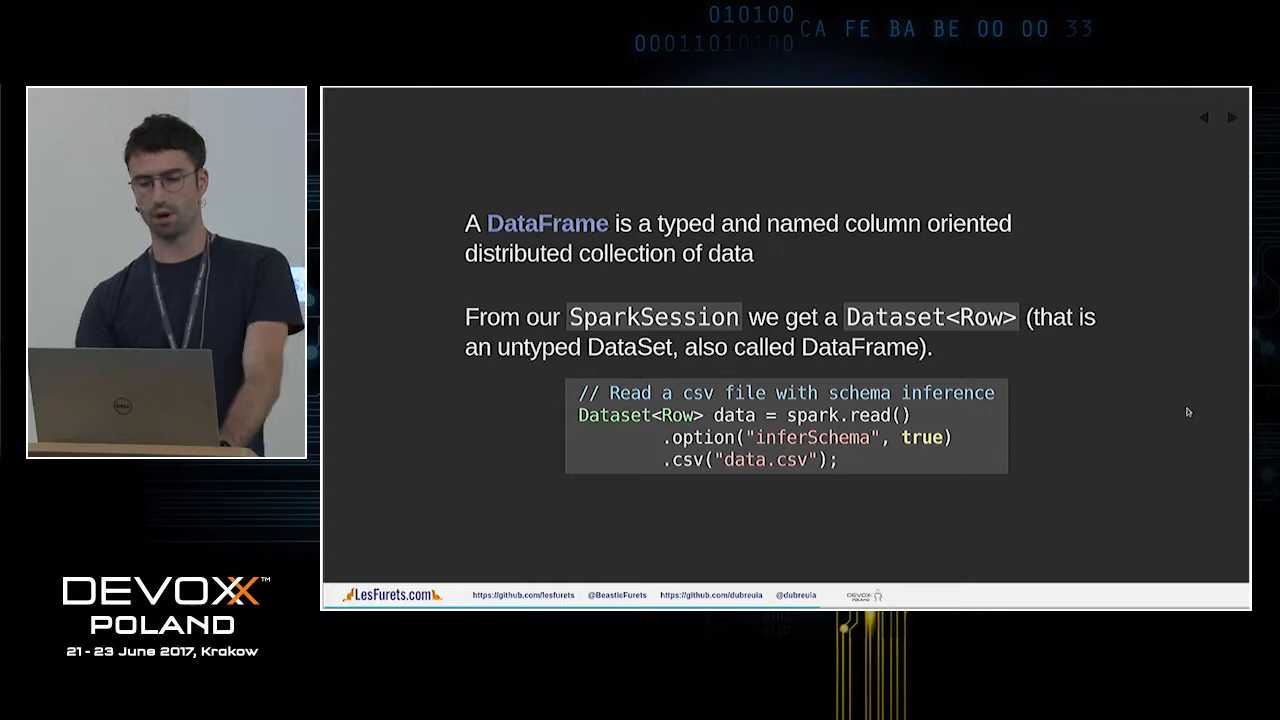 010100
00011010100
CA FE BA BE 00 00 33
A DataFrame is a typed and named column oriented
distributed collection of data
From our SparkSession we get a Dataset<Row> (that is
an untyped DataSet, also called DataFrame).
// Read a csv file with schema inference
Dataset<Row> data = spark.read()
.option("inferSchema", true)
.csv("data.csv");
DELL
DEVOXX™
POLAND
21 - 23 June 2017, Krakow
LesFurets.com
https://github.com/lesfurets
@BeastieFurets
https://github.com/dubreuia
@dubreuia
DEVOXX
POLAND